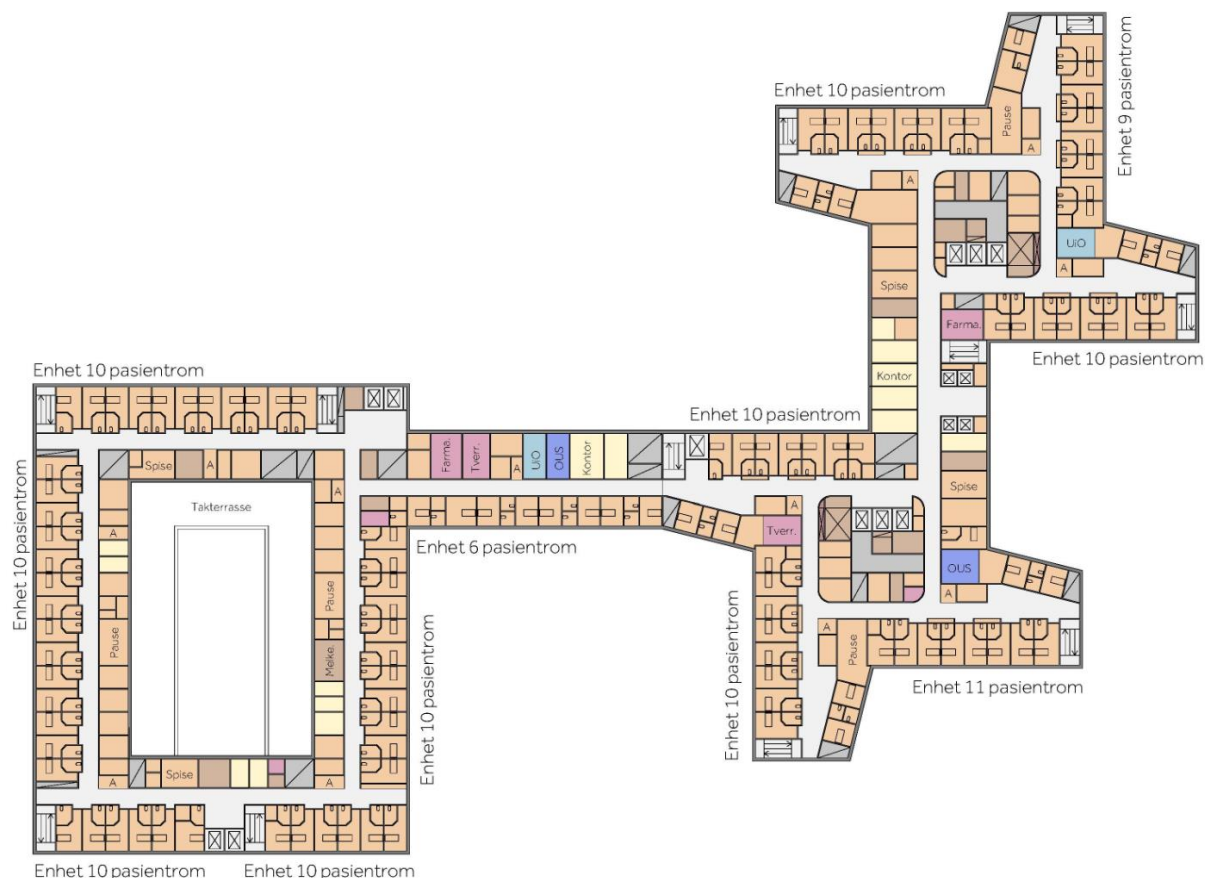 Enhet 10 pasientrom
Enhet 9 pasientrom
Pause
A
A
UiO
A
Spise
Farma.
Enhet 10 pasientrom
Kontor
Enhet 10 pasientrom
Enhet 10 pasientrom
Spise
A
Farma.
Tverr.
A
UiO
OUS
Kontor
A
Spise
Takterrasse
A
Enhet 10 pasientrom
Enhet 6 pasientrom
A
Tverr.
OUS
A
A
Pause
Enhet 11 pasientrom
Enhet 10 pasientrom
Pause
Pause
Melke.
Enhet 10 pasientrom
A
Spise
A
Enhet 10 pasientrom
Enhet 10 pasientrom